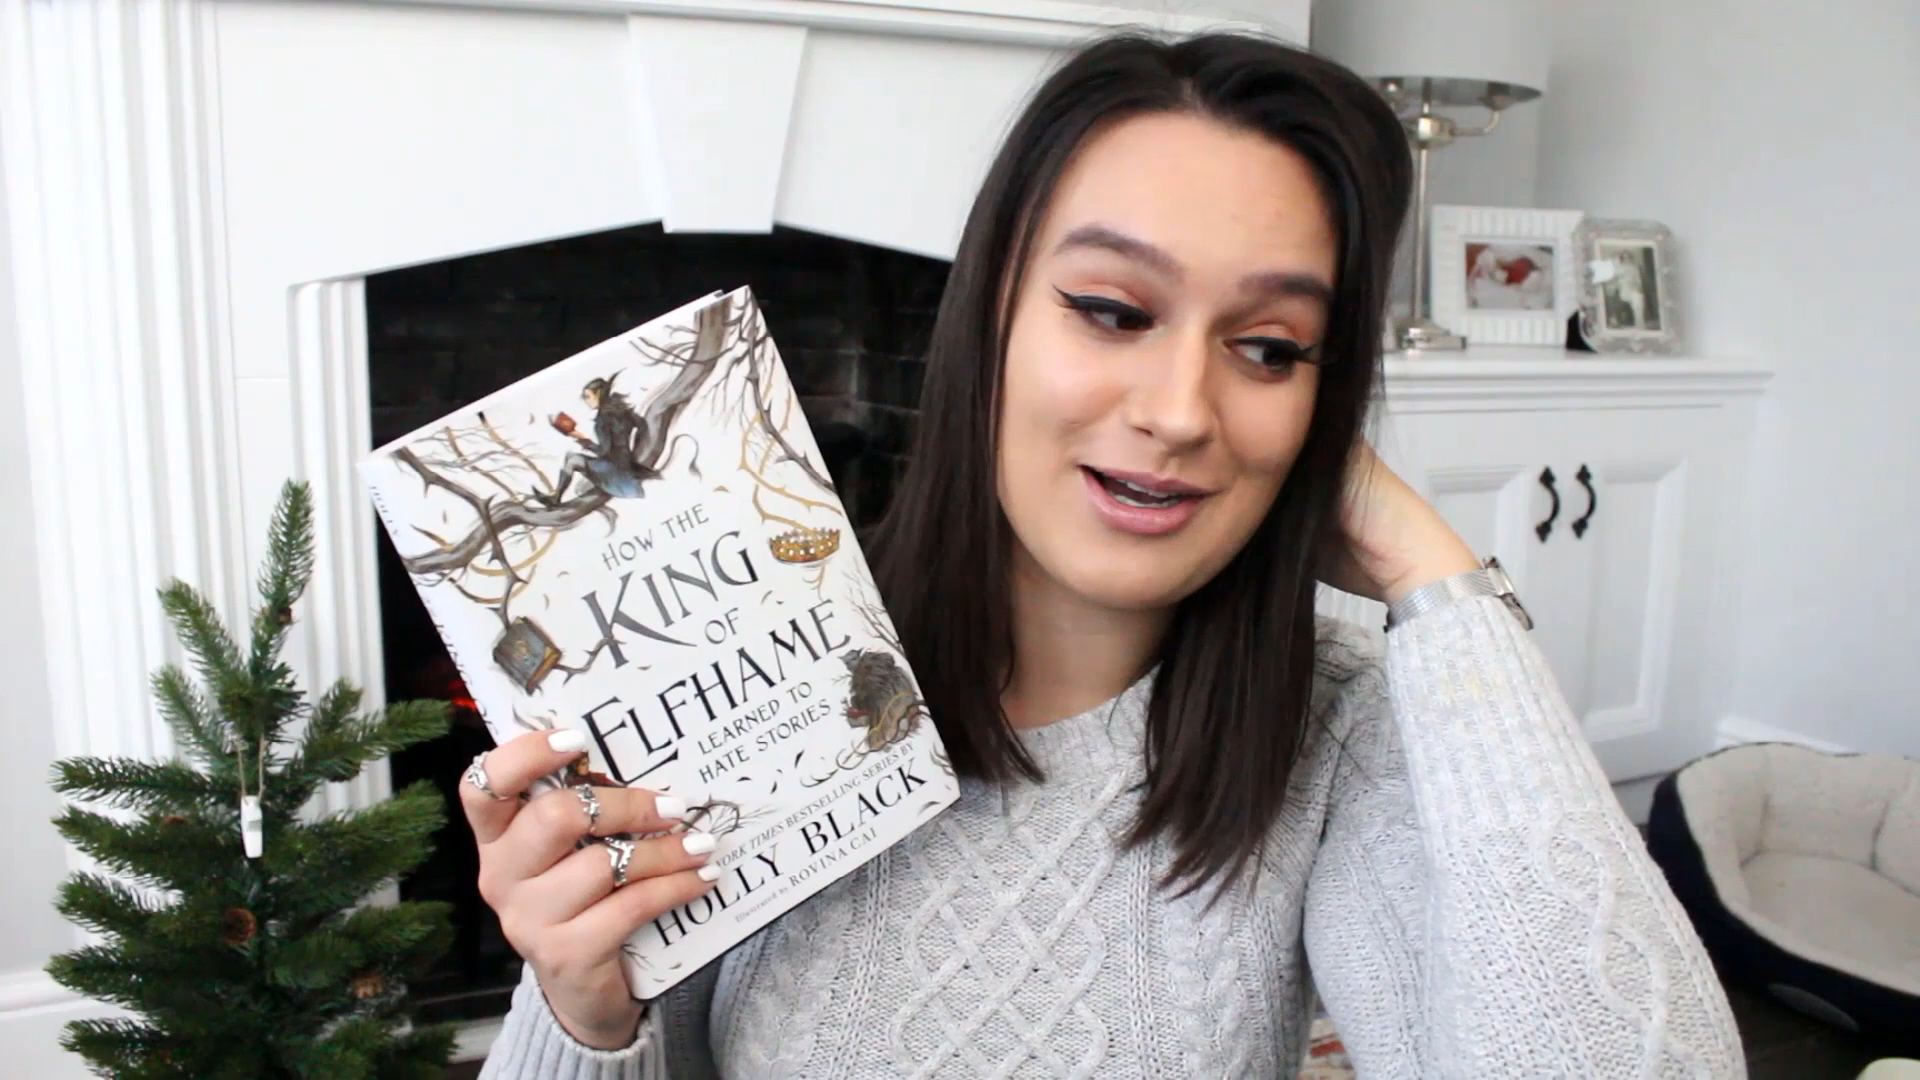 HOW THE
KING
OF
ELFHAME
LEARNED TO
HATE STORIES
YORK TIMES BESTSELLING SERIES BY
HOLLY BLACK
Illustrated by ROVINA CAI